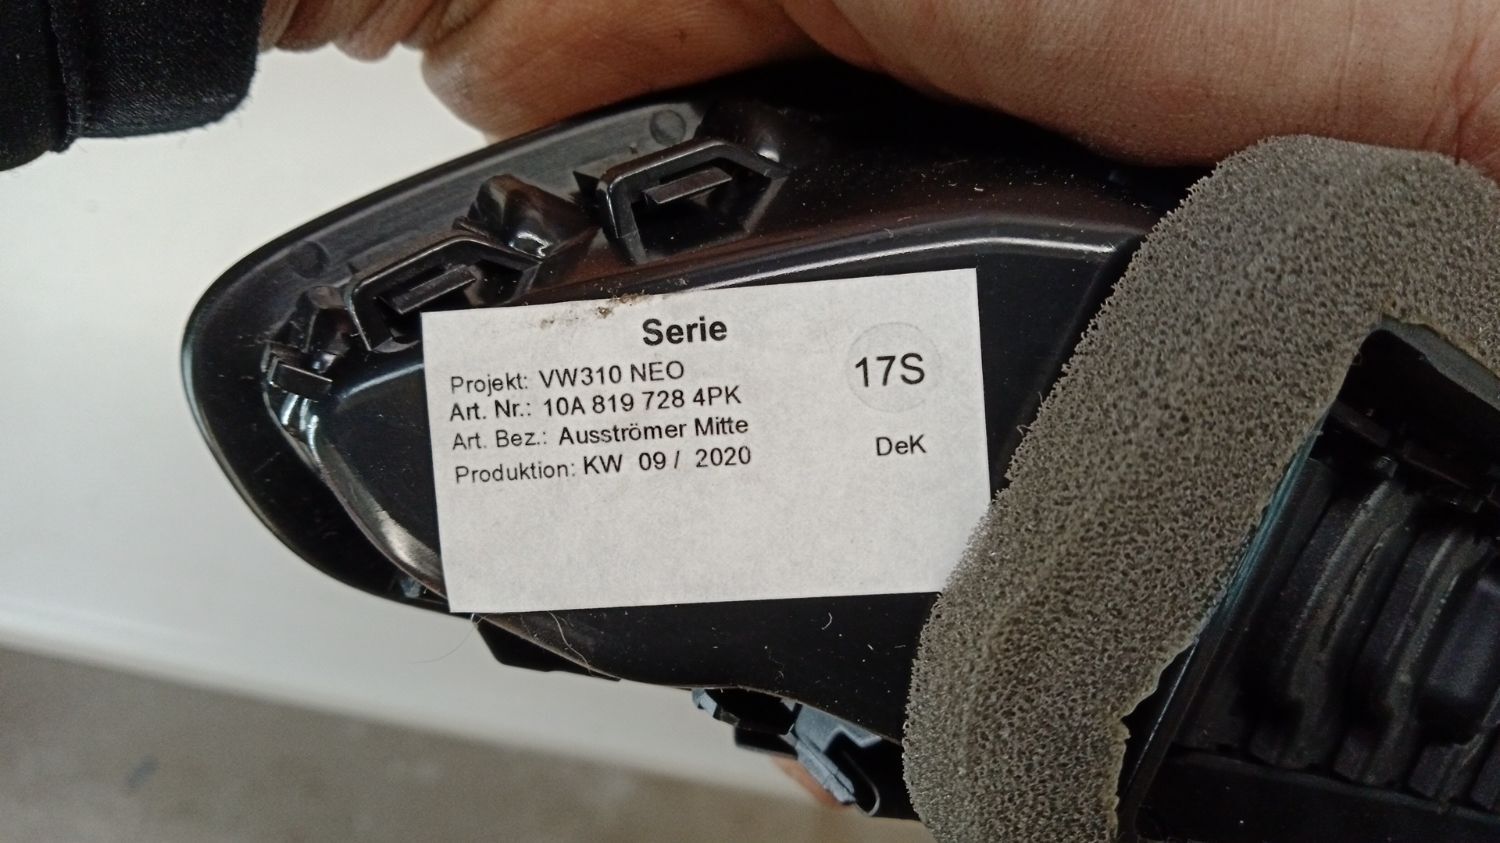 Serie
Projekt: VW310 NEO
Art. Nr.: 10A 819 728 4PK
Art. Bez.: Ausströmer Mitte
Produktion: KW 09 / 2020
17S
DeK